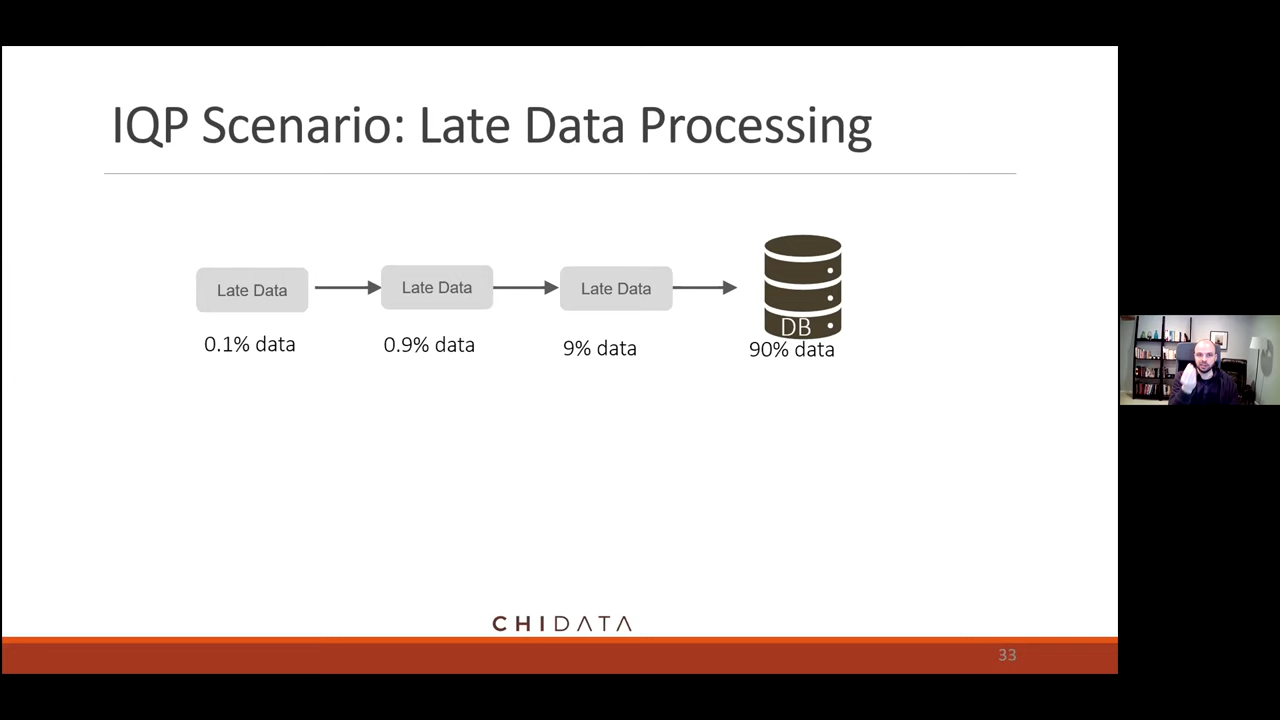 IQP Scenario: Late Data Processing
Late Data
Late Data
Late Data
DB
0.1% data
0.9% data
9% data
90% data
CHIDATA
33